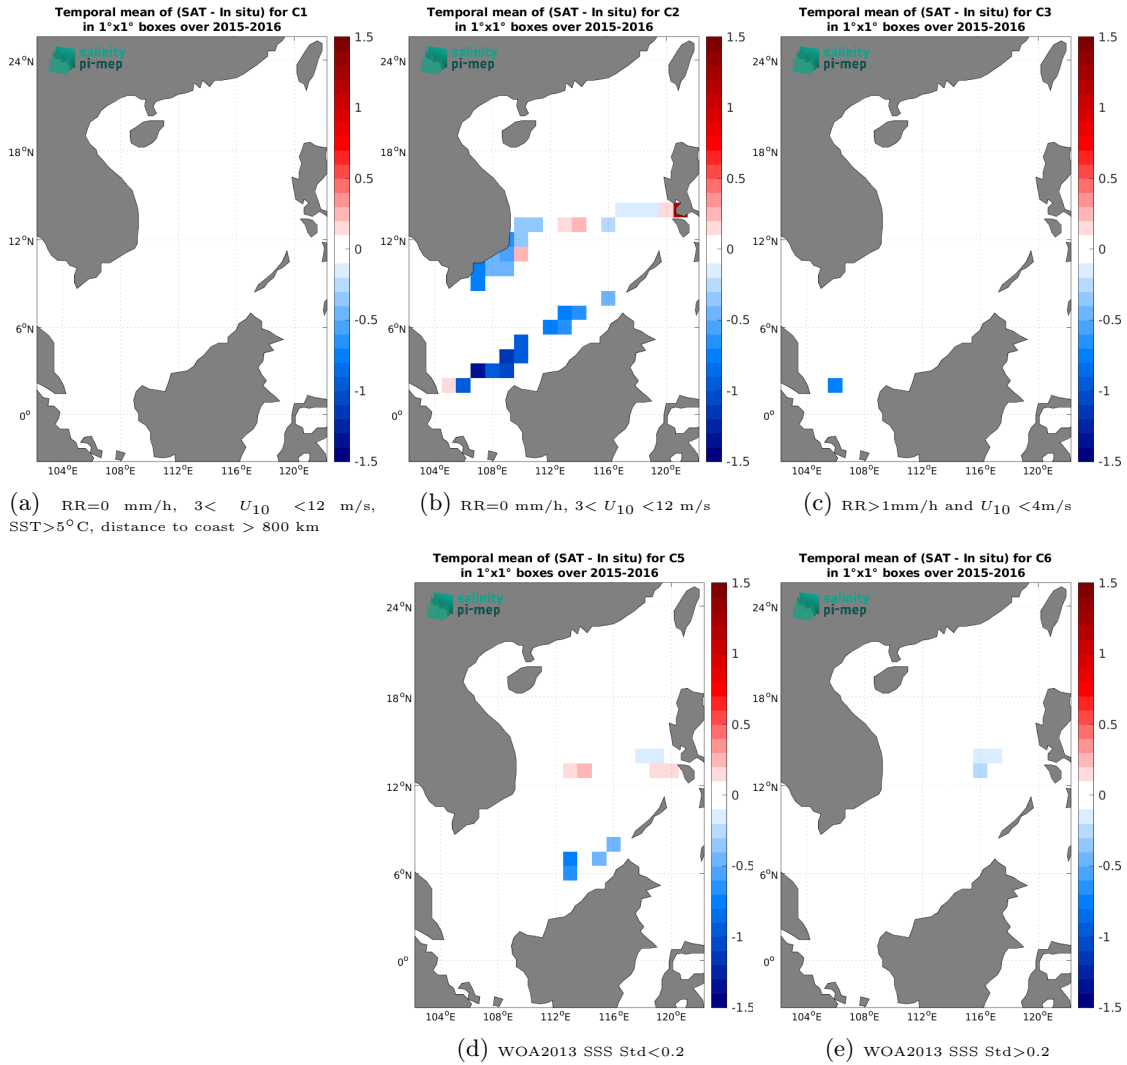 Temporal mean of (SAT - In situ) for C1
in 1°x1° boxes over 2015-2016
salinity
pi-mep
24°N
18°N
12°N
6°N
0°
104°E 108°E 112°E 116°E 120°E
1.5
1
0.5
0
-0.5
-1
-1.5
(a) RR=0 mm/h, 3< U10 <12 m/s,
SST>5°C, distance to coast > 800 km
Temporal mean of (SAT - In situ) for C2
in 1°x1° boxes over 2015-2016
salinity
pi-mep
24°N
18°N
12°N
6°N
0°
104°E 108°E 112°E 116°E 120°E
1.5
1
0.5
0
-0.5
-1
-1.5
(b) RR=0 mm/h, 3< U10 <12 m/s
Temporal mean of (SAT - In situ) for C3
in 1°x1° boxes over 2015-2016
salinity
pi-mep
24°N
18°N
12°N
6°N
0°
104°E 108°E 112°E 116°E 120°E
1.5
1
0.5
0
-0.5
-1
-1.5
(c) RR>1mm/h and U10 <4m/s
Temporal mean of (SAT - In situ) for C5
in 1°x1° boxes over 2015-2016
salinity
pi-mep
24°N
18°N
12°N
6°N
0°
104°E 108°E 112°E 116°E 120°E
1.5
1
0.5
0
-0.5
-1
-1.5
(d) WOA2013 SSS Std<0.2
Temporal mean of (SAT - In situ) for C6
in 1°x1° boxes over 2015-2016
salinity
pi-mep
24°N
18°N
12°N
6°N
0°
104°E 108°E 112°E 116°E 120°E
1.5
1
0.5
0
-0.5
-1
-1.5
(e) WOA2013 SSS Std>0.2